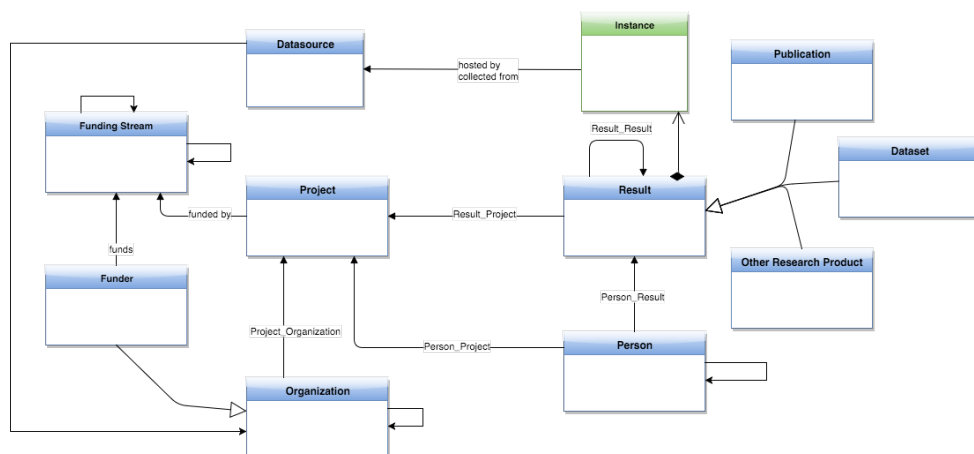 Instance
Datasource
Publication
hosted by
collected from
Funding Stream
Result_Result
Dataset
Project
Result
funded by
Result_Project
funds
Other Research Product
Funder
Person_Result
Project_Organization
Person_Project
Person
Organization